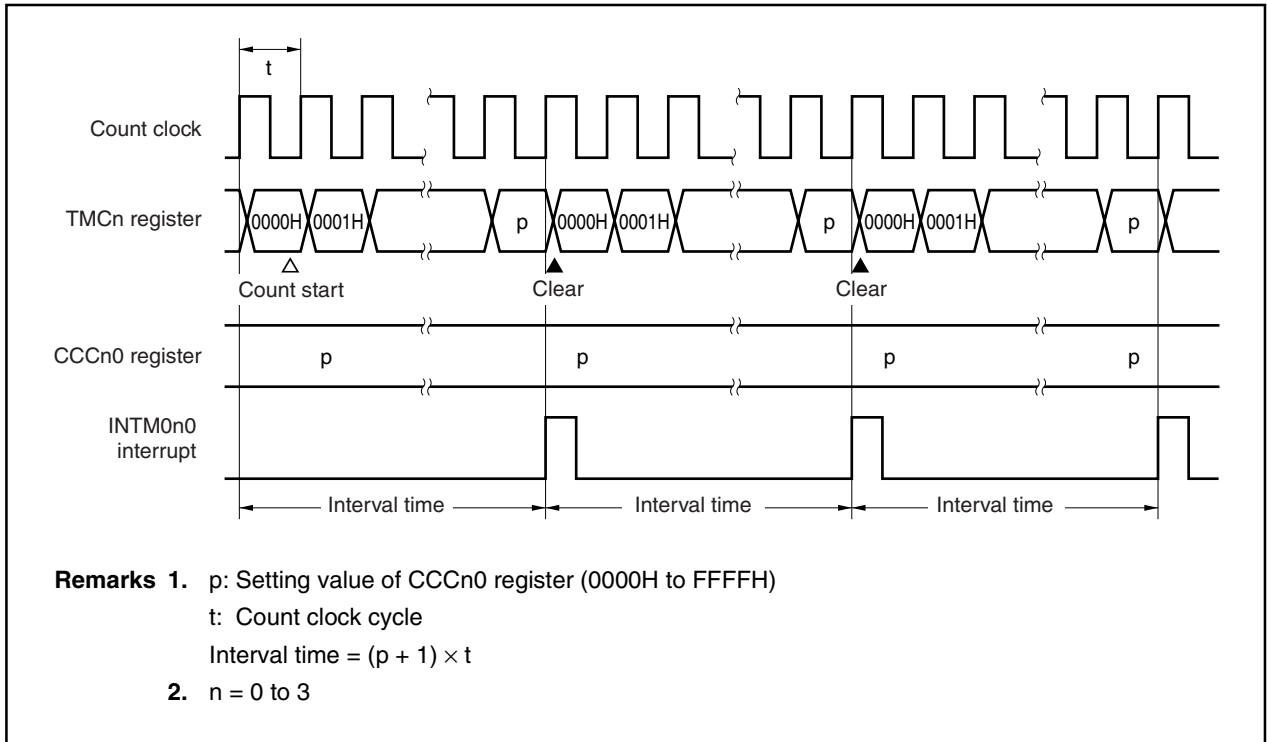 t
Count clock
TMCn register
0000H 0001H p 0000H 0001H p 0000H 0001H p
Count start Clear Clear
CCCn0 register
p p p p
INTM0n0
interrupt
Interval time Interval time Interval time
Remarks 1. p: Setting value of CCCn0 register (0000H to FFFFH)
t: Count clock cycle
Interval time = (p + 1) × t
2. n = 0 to 3